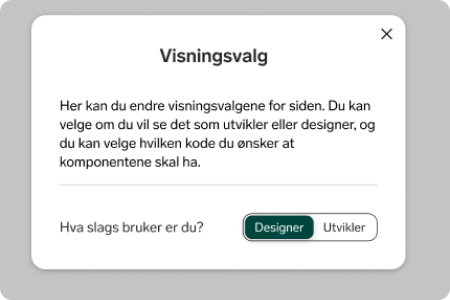 Visningsvalg
Her kan du endre visningsvalgene for siden. Du kan
velge om du vil se det som utvikler eller designer, og
du kan velge hvilken kode du ønsker at
komponentene skal ha.
Hva slags bruker er du?
Designer Utvikler